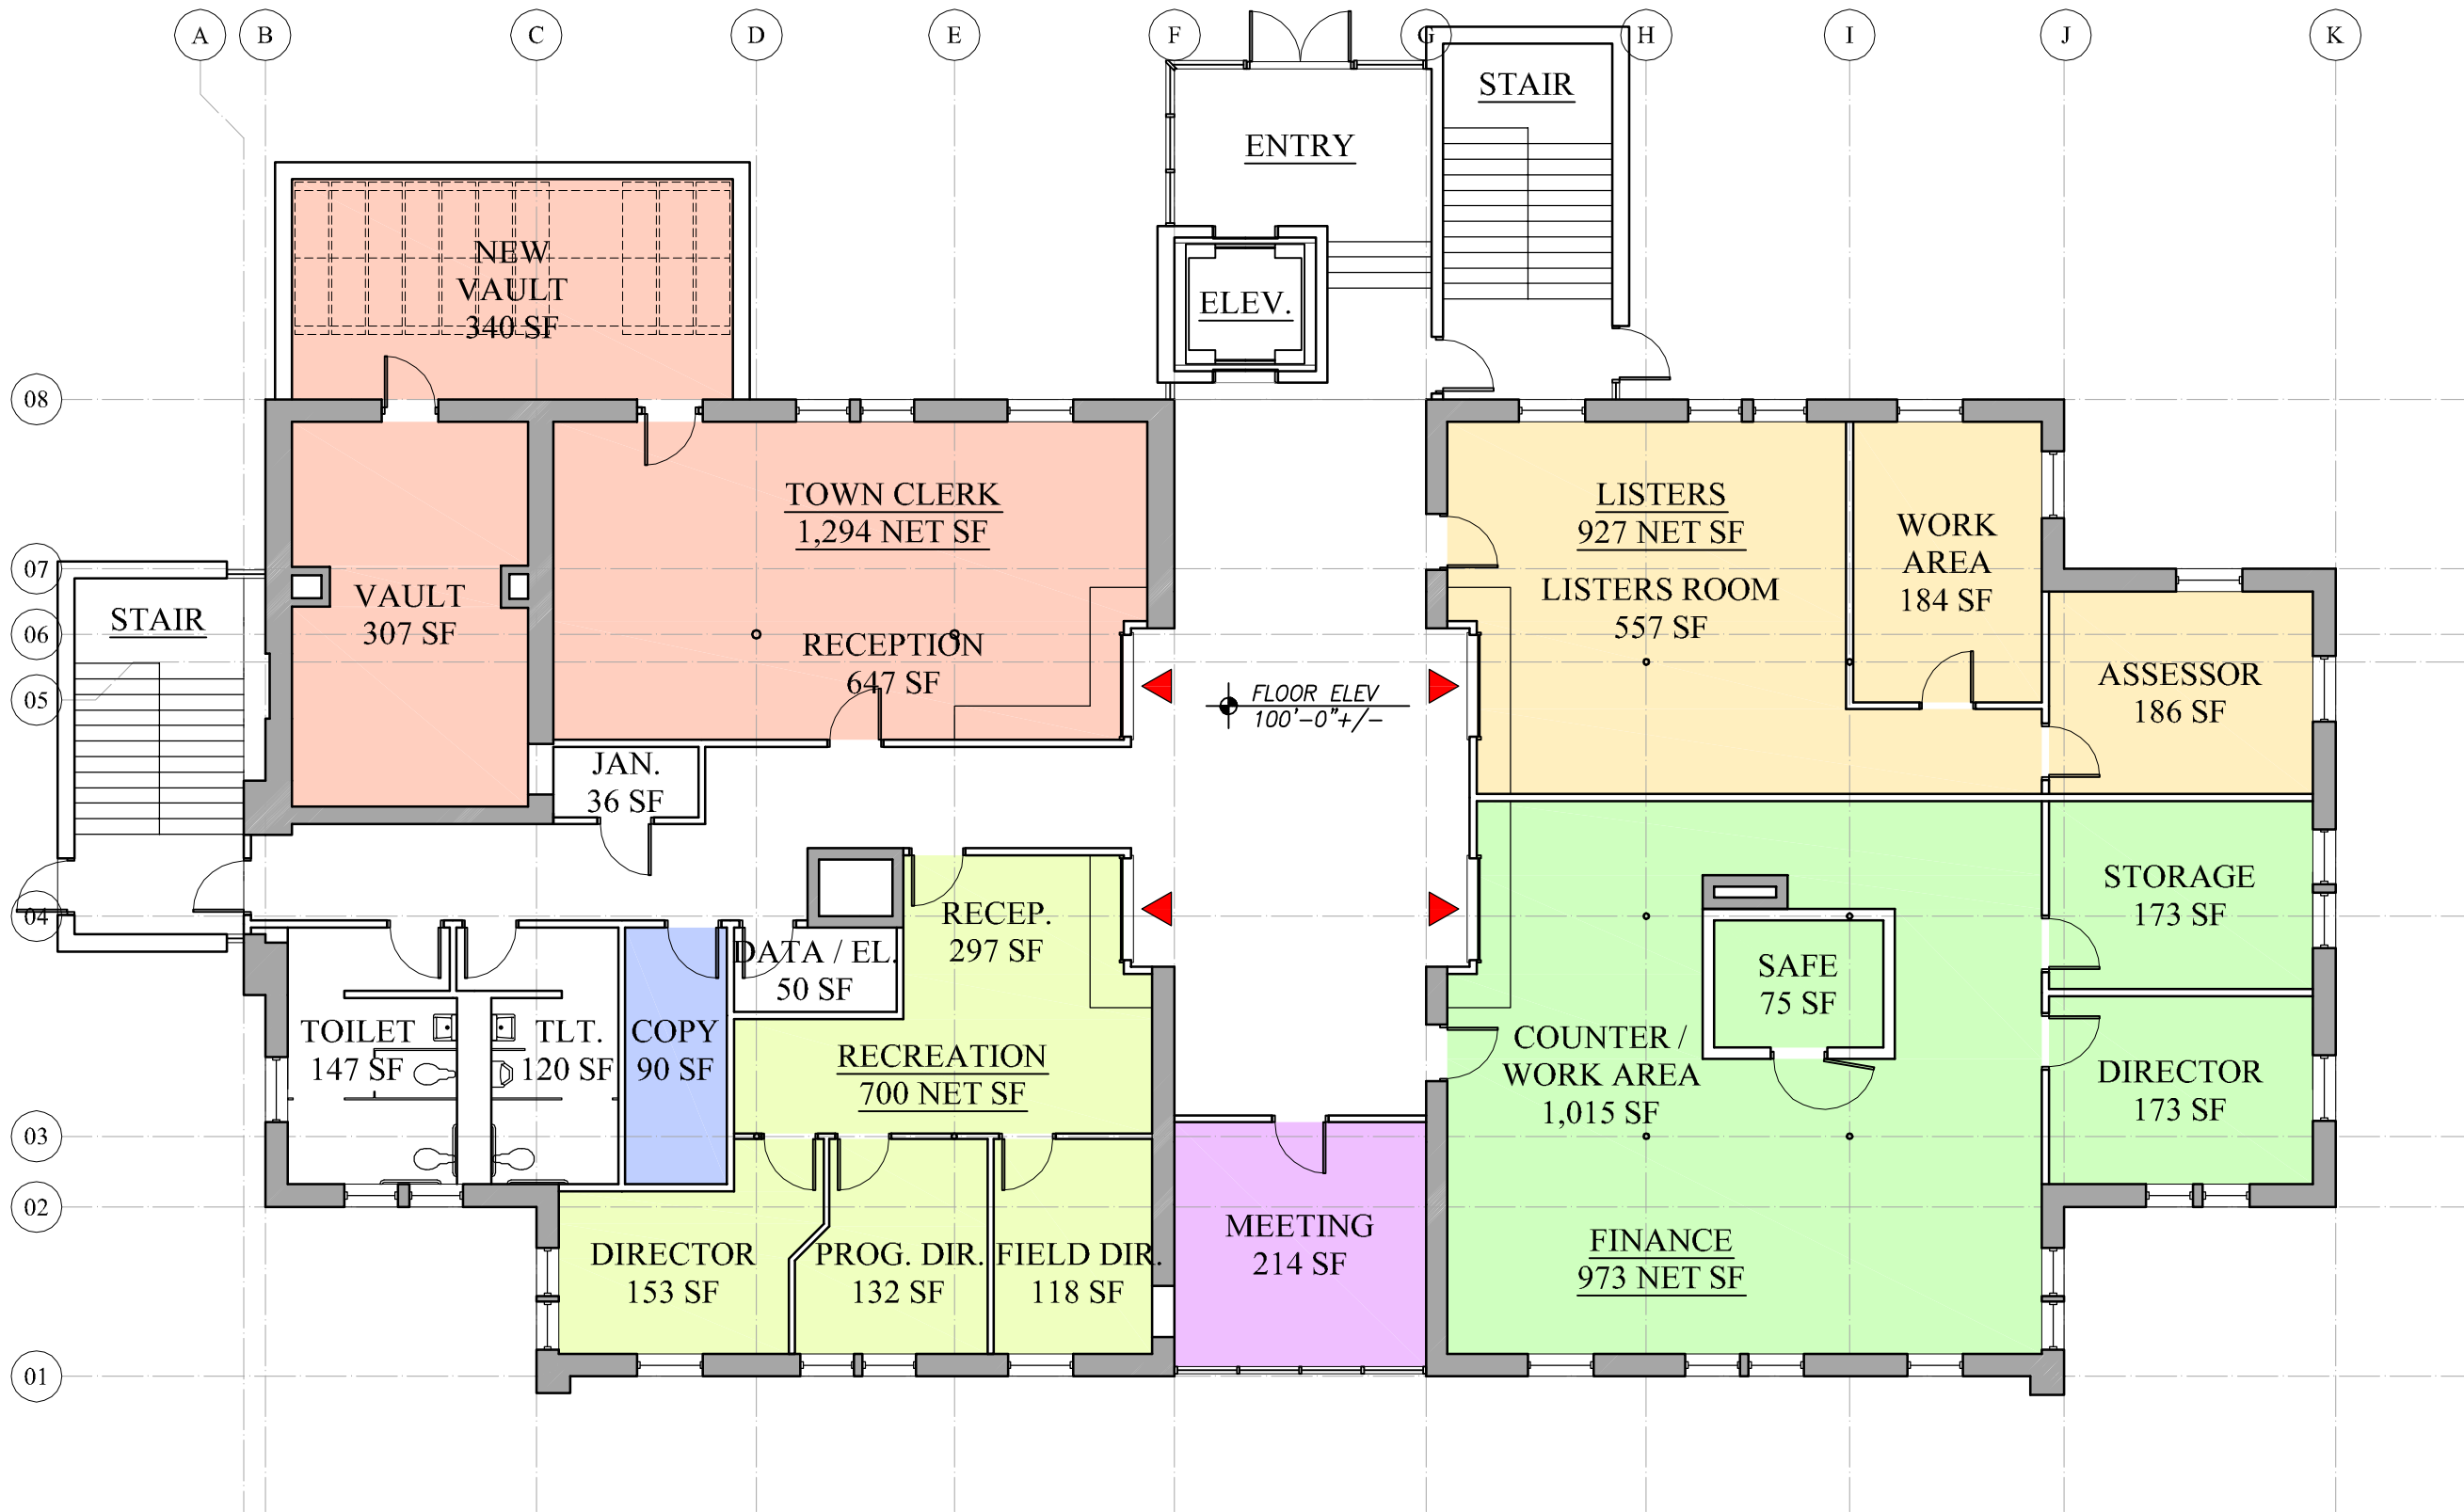 A
B
C
D
E
F
G
H
I
J
K
STAIR
ENTRY
NEW
VAULT
340 SF
ELEV.
08
TOWN CLERK
1,294 NET SF
LISTERS
927 NET SF
WORK
AREA
184 SF
07
VAULT
307 SF
LISTERS ROOM
557 SF
STAIR
06
RECEPTION
647 SF
ASSESSOR
186 SF
05
FLOOR ELEV
100'-0"+/-
JAN.
36 SF
STORAGE
173 SF
04
RECEP.
297 SF
DATA / EL.
50 SF
SAFE
75 SF
TOILET
147 SF
TLT.
120 SF
COPY
90 SF
RECREATION
700 NET SF
COUNTER /
WORK AREA
1,015 SF
DIRECTOR
173 SF
03
02
DIRECTOR
153 SF
PROG. DIR.
132 SF
FIELD DIR.
118 SF
MEETING
214 SF
FINANCE
973 NET SF
01